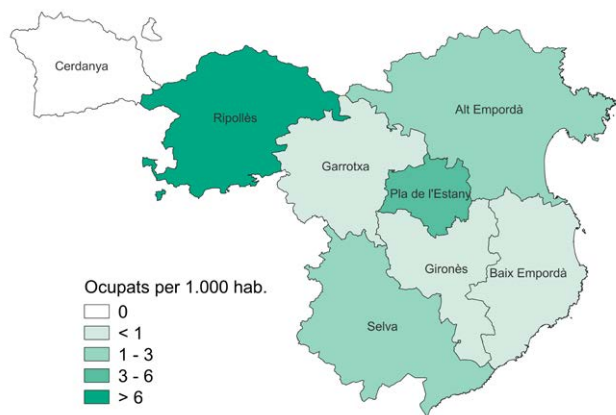 Cerdanya
Ripollès
Alt Empordà
Garrotxa
Pla de l'Estany
Gironès
Baix Empordà
Selva
Ocupats per 1.000 hab.
0
< 1
1 - 3
3 - 6
> 6